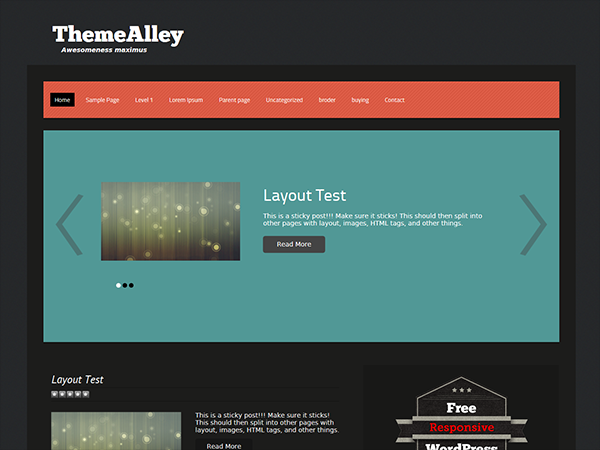 ThemeAlley
Awesomeness maximus
Home Sample Page Level 1 Lorem Ipsum Parent page Uncategorized broder buying Contact
Layout Test
This is a sticky post!!! Make sure it sticks! This should then split into
other pages with layout, images, HTML tags, and other things.
Read More
Layout Test
This is a sticky post!!! Make sure it sticks!
This should then split into other pages with
layout, images, HTML tags, and other things.
Read More
Free
Responsive
WordPress